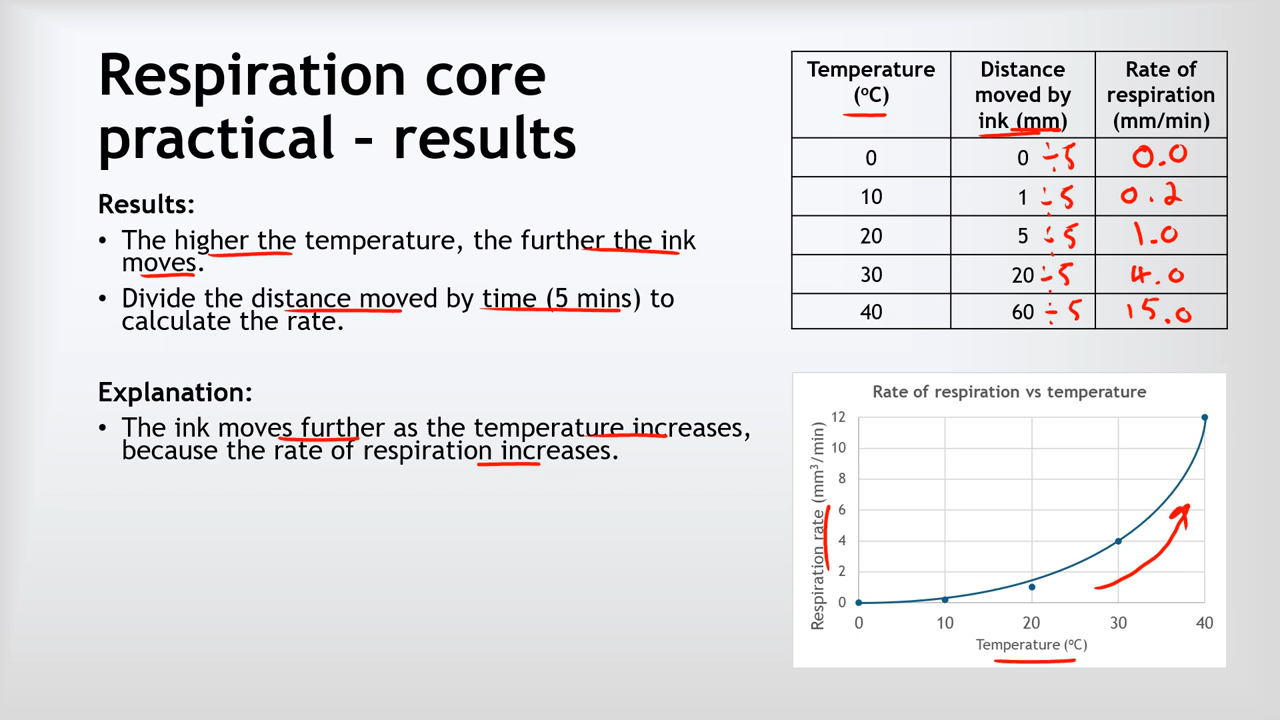 Respiration core
practical – results
Results:
• The higher the temperature, the further the ink
moves.
• Divide the distance moved by time (5 mins) to
calculate the rate.
Explanation:
• The ink moves further as the temperature increases,
because the rate of respiration increases.
Temperature (ºC) Distance moved by ink (mm) Rate of respiration (mm/min)
0 0 ÷5 0.0
10 1 ÷5 0.2
20 5 ÷5 1.0
30 20 ÷5 4.0
40 60 ÷5 15.0
Rate of respiration vs temperature
Respiration rate (mm³/min)
12
10
8
6
4
2
0
0 10 20 30 40
Temperature (ºC)